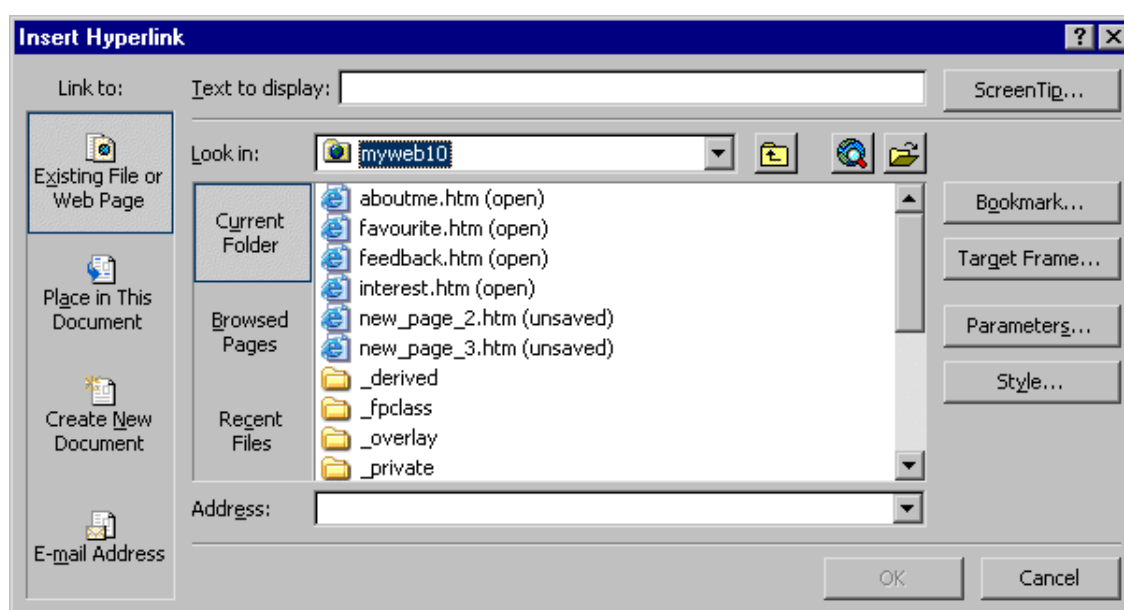 Insert Hyperlink
Link to:
Text to display:
ScreenTip...
Existing File or
Web Page
Look in:
myweb10
Current
Folder
aboutme.htm (open)
favourite.htm (open)
feedback.htm (open)
interest.htm (open)
new_page_2.htm (unsaved)
new_page_3.htm (unsaved)
_derived
_fpclass
_overlay
_private
Bookmark...
Target Frame...
Parameters...
Style...
Place in This
Document
Browsed
Pages
Create New
Document
Recent
Files
Address:
E-mail Address
OK
Cancel